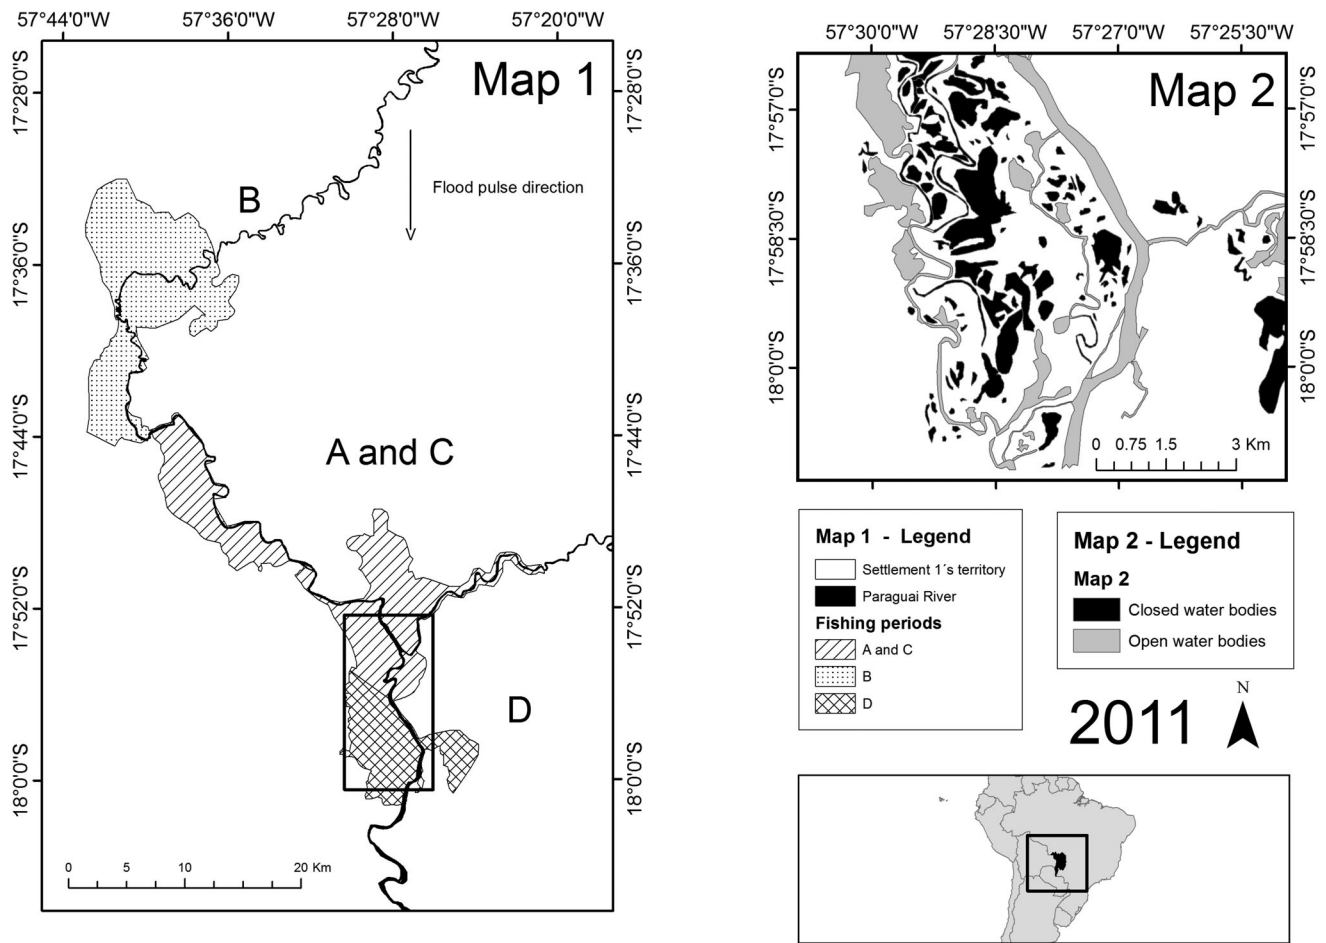 57°44'0"W 57°36'0"W 57°28'0"W 57°20'0"W
17°28'0"S
17°36'0"S
17°44'0"S
17°52'0"S
18°0'0"S
Map 1
B
Flood pulse direction
A and C
D
0 5 10 20 Km
17°28'0"S
17°36'0"S
17°44'0"S
17°52'0"S
18°0'0"S
57°30'0"W 57°28'30"W 57°27'0"W 57°25'30"W
17°57'0"S
17°58'30"S
18°0'0"S
Map 2
0 0.75 1.5 3 Km
17°57'0"S
17°58'30"S
18°0'0"S
Map 1 - Legend
Settlement 1´s territory
Paraguai River
Fishing periods
A and C
B
D
Map 2 - Legend
Map 2
Closed water bodies
Open water bodies
N
2011